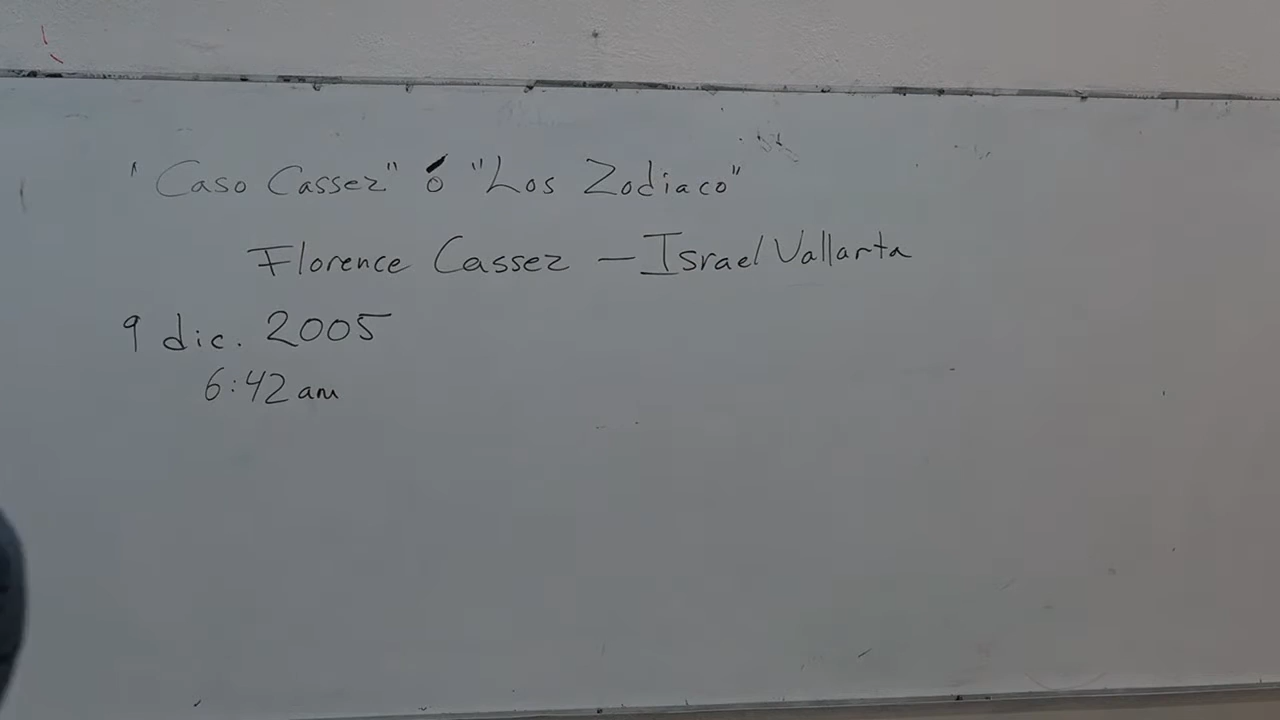 "Caso Cassez" ó "Los Zodiaco"
Florence Cassez – Israel Vallarta
9 dic. 2005
6:42 am